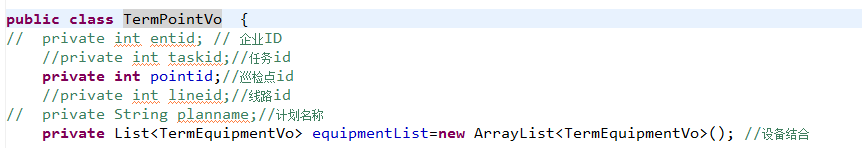 public class TermPointVo  {
//  private int entid; // 企业ID
    //private int taskid;//任务id
    private int pointid;//巡检点id
    //private int lineid;//线路id
//  private String planname;//计划名称
    private List<TermEquipmentVo> equipmentList=new ArrayList<TermEquipmentVo>(); //设备结合